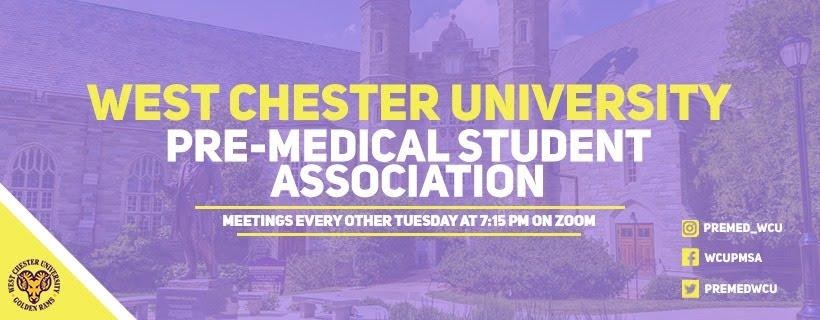 WEST CHESTER UNIVERSITY
PRE-MEDICAL STUDENT
ASSOCIATION
MEETINGS EVERY OTHER TUESDAY AT 7:15 PM ON ZOOM
PREMED_WCU
WCUPMSA
PREMEDWCU
WEST CHESTER UNIVERSITY
GOLDEN RAMS